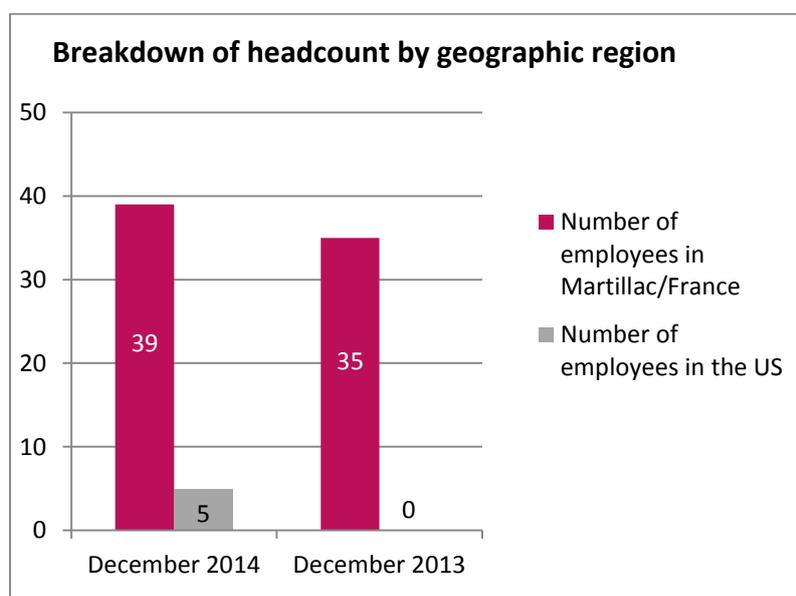 Breakdown of headcount by geographic region
50
40
30
20
10
0
39
5
35
0
December 2014
December 2013
Number of
employees in
Martillac/France
Number of
employees in the US